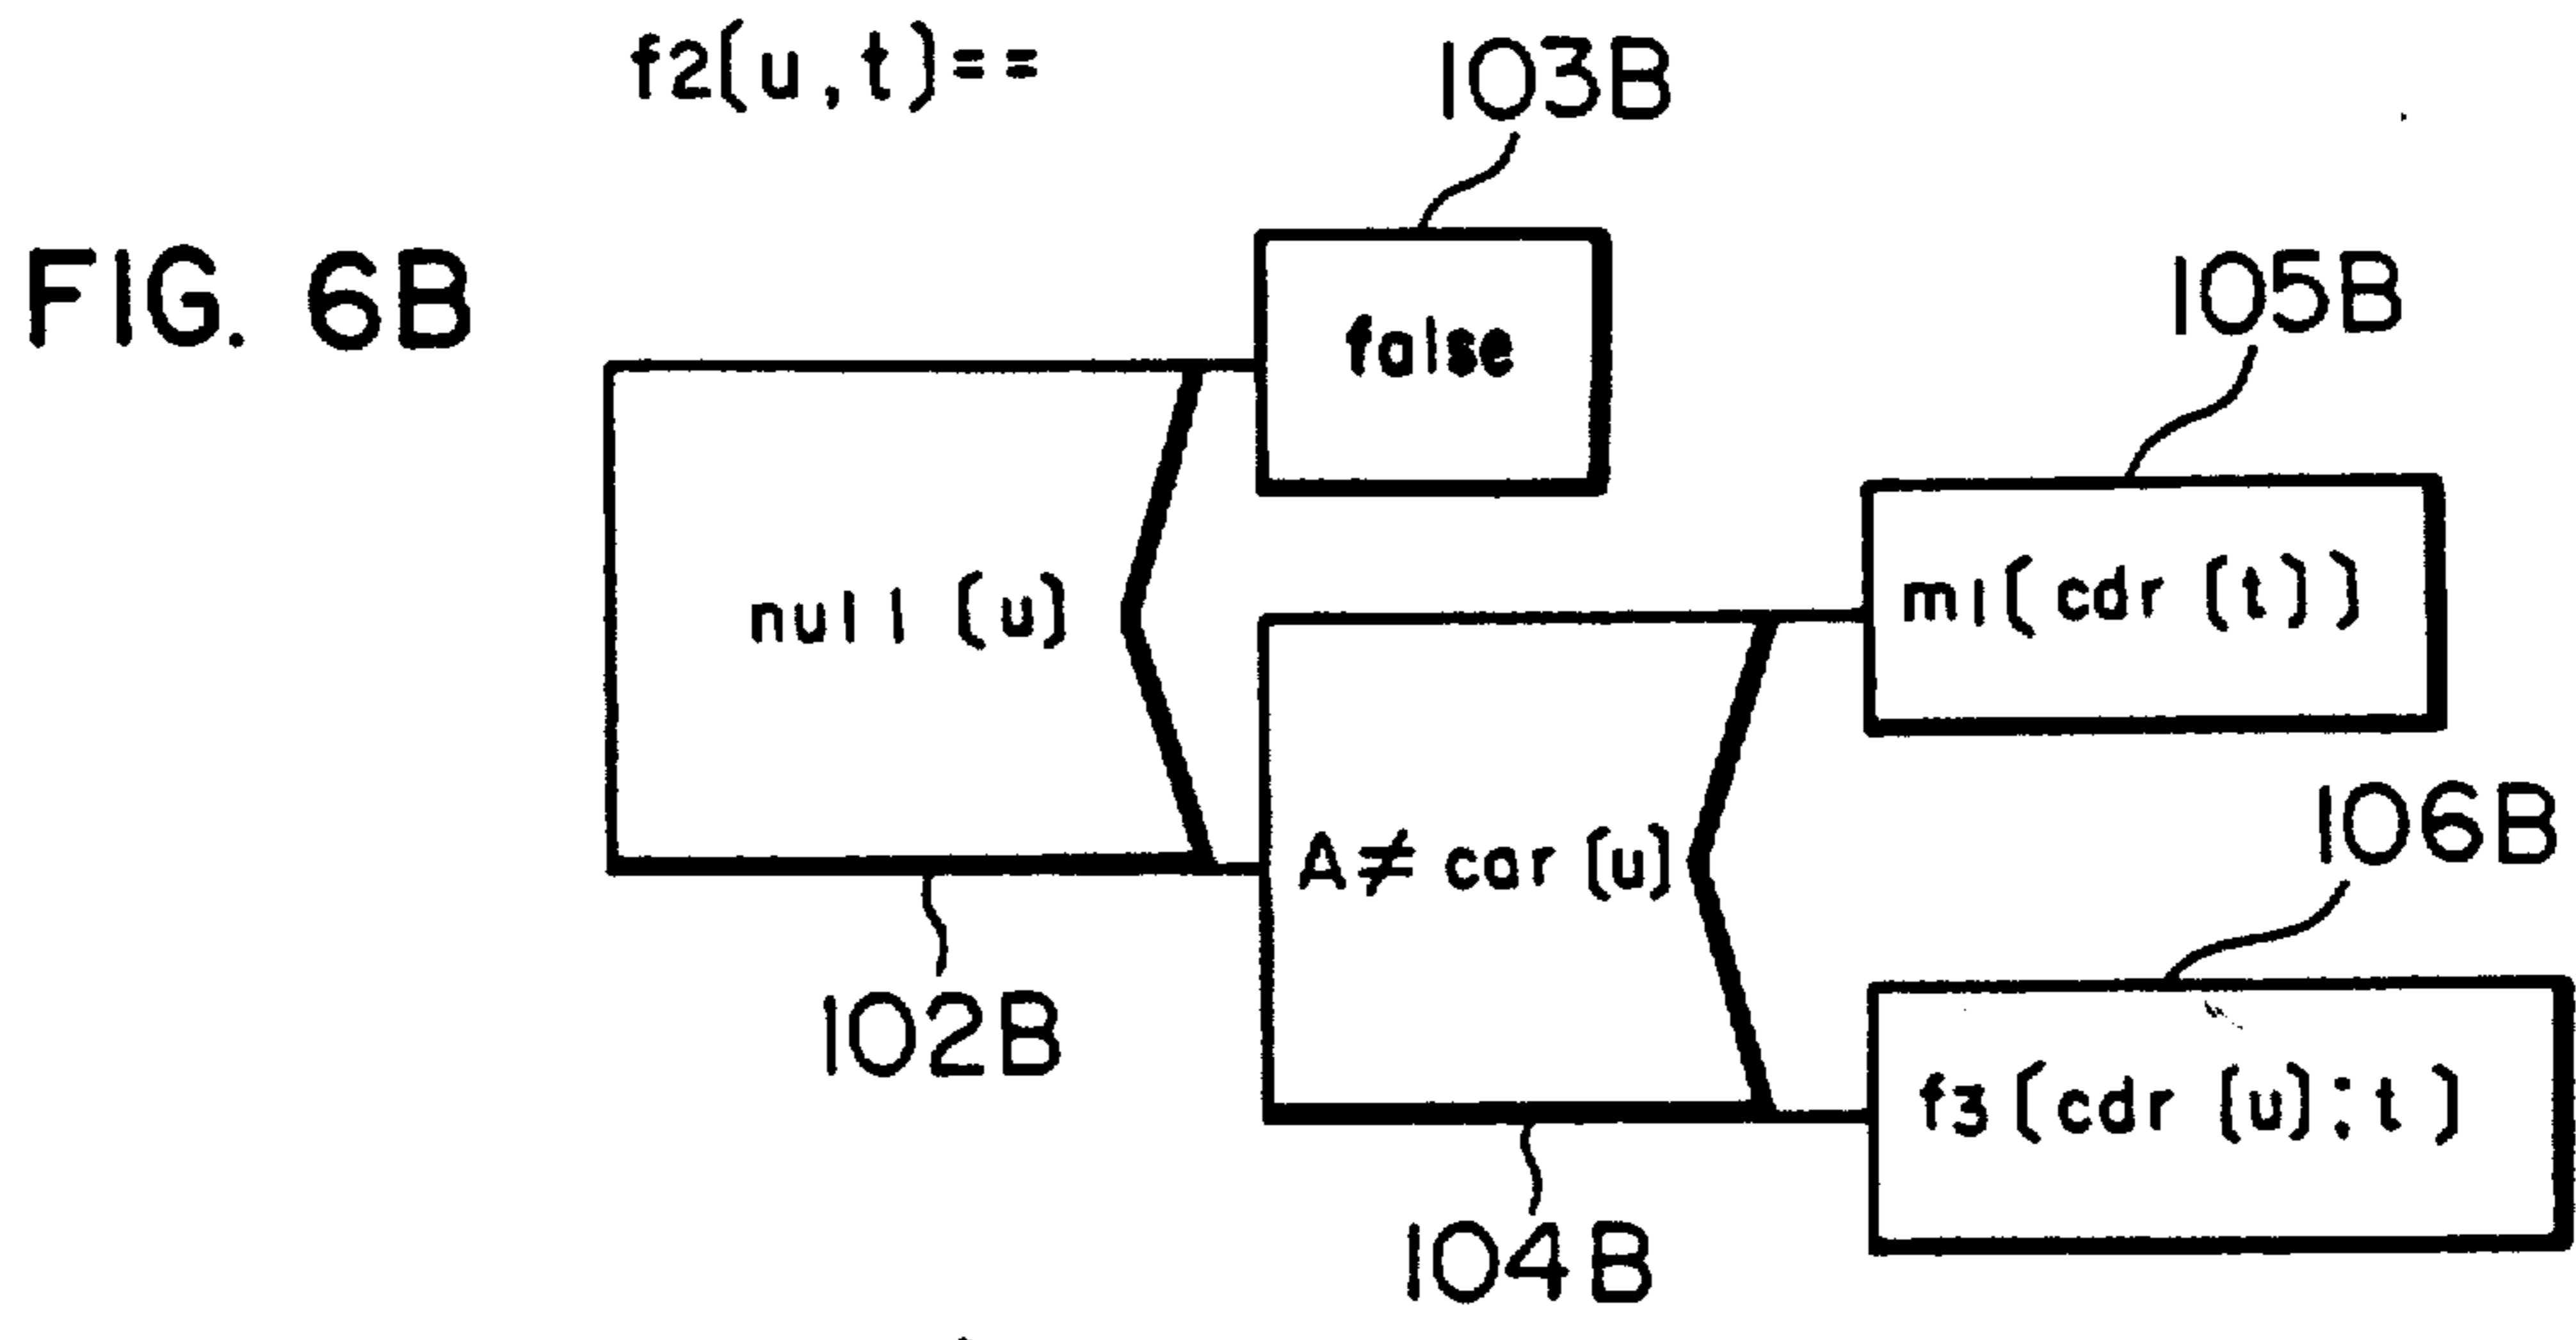 f2(u,t)==
103B
FIG. 6B
false
105B
null (u)
m1(cdr (t))
106B
A≠ car (u)
102B
f3(cdr (u);t)
104B